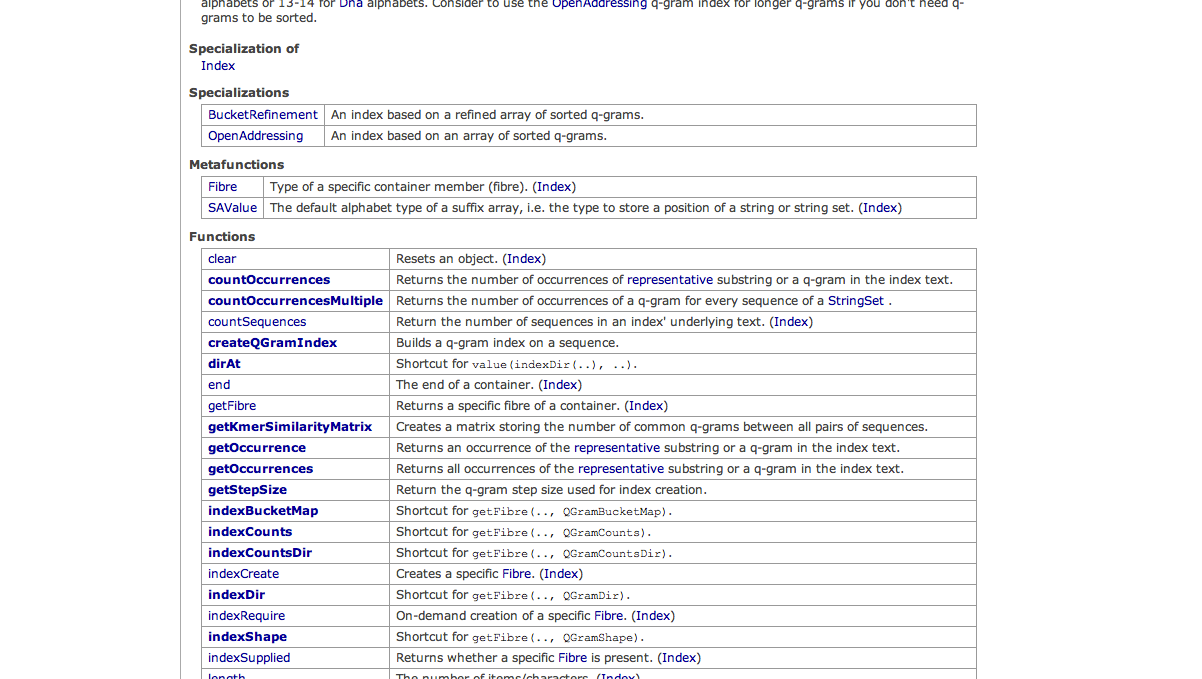 alphabets or 13-14 for Dna alphabets. Consider to use the OpenAddressing q-gram index for longer q-grams if you don't need q-
grams to be sorted.
Specialization of
Index
Specializations
BucketRefinement An index based on a refined array of sorted q-grams.
OpenAddressing An index based on an array of sorted q-grams.
Metafunctions
Fibre Type of a specific container member (fibre). (Index)
SAValue The default alphabet type of a suffix array, i.e. the type to store a position of a string or string set. (Index)
Functions
clear Resets an object. (Index)
countOccurrences Returns the number of occurrences of representative substring or a q-gram in the index text.
countOccurrencesMultiple Returns the number of occurrences of a q-gram for every sequence of a StringSet .
countSequences Return the number of sequences in an index' underlying text. (Index)
createQGramIndex Builds a q-gram index on a sequence.
dirAt Shortcut for value(indexDir(..), ..).
end The end of a container. (Index)
getFibre Returns a specific fibre of a container. (Index)
getKmerSimilarityMatrix Creates a matrix storing the number of common q-grams between all pairs of sequences.
getOccurrence Returns an occurrence of the representative substring or a q-gram in the index text.
getOccurrences Returns all occurrences of the representative substring or a q-gram in the index text.
getStepSize Return the q-gram step size used for index creation.
indexBucketMap Shortcut for getFibre(.., QGramBucketMap).
indexCounts Shortcut for getFibre(.., QGramCounts).
indexCountsDir Shortcut for getFibre(.., QGramCountsDir).
indexCreate Creates a specific Fibre. (Index)
indexDir Shortcut for getFibre(.., QGramDir).
indexRequire On-demand creation of a specific Fibre. (Index)
indexShape Shortcut for getFibre(.., QGramShape).
indexSupplied Returns whether a specific Fibre is present. (Index)
length The number of items/characters. (Index)